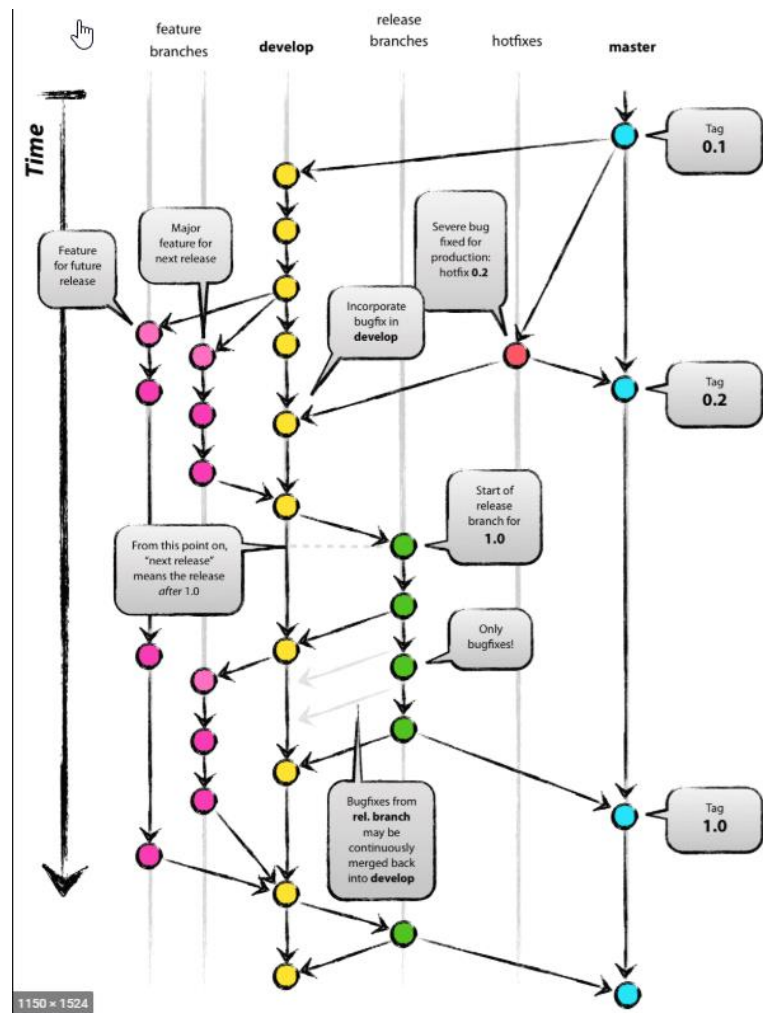 feature
branches
develop
release
branches
hotfixes
master
Time
Tag
0.1
Major
feature for
next release
Severe bug
fixed for
production:
hotfix 0.2
Feature
for future
release
Incorporate
bugfix in
develop
Tag
0.2
Start of
release
branch for
1.0
From this point on,
“next release”
means the release
after 1.0
Only
bugfixes!
Bugfixes from
rel. branch
may be
continuously
merged back
into develop
Tag
1.0
1150 × 1524